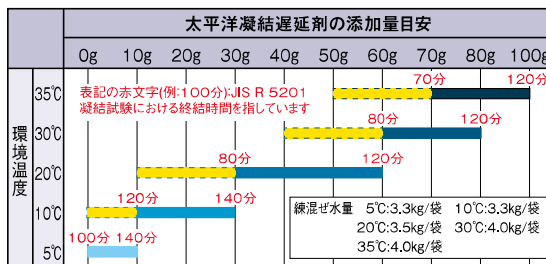 太平洋凝結遅延剤の添加量目安
0g 10g 20g 30g 40g 50g 60g 70g 80g 100g
環境温度
35℃
70分 120分
表記の赤文字(例:100分):JIS R 5201
凝結試験における終結時間を指しています
30℃
80分 120分
20℃
80分 120分
10℃
120分 140分
5℃
100分 140分
練混ぜ水量 5℃:3.3kg/袋 10℃:3.3kg/袋
20℃:3.5kg/袋 30℃:4.0kg/袋
35℃:4.0kg/袋